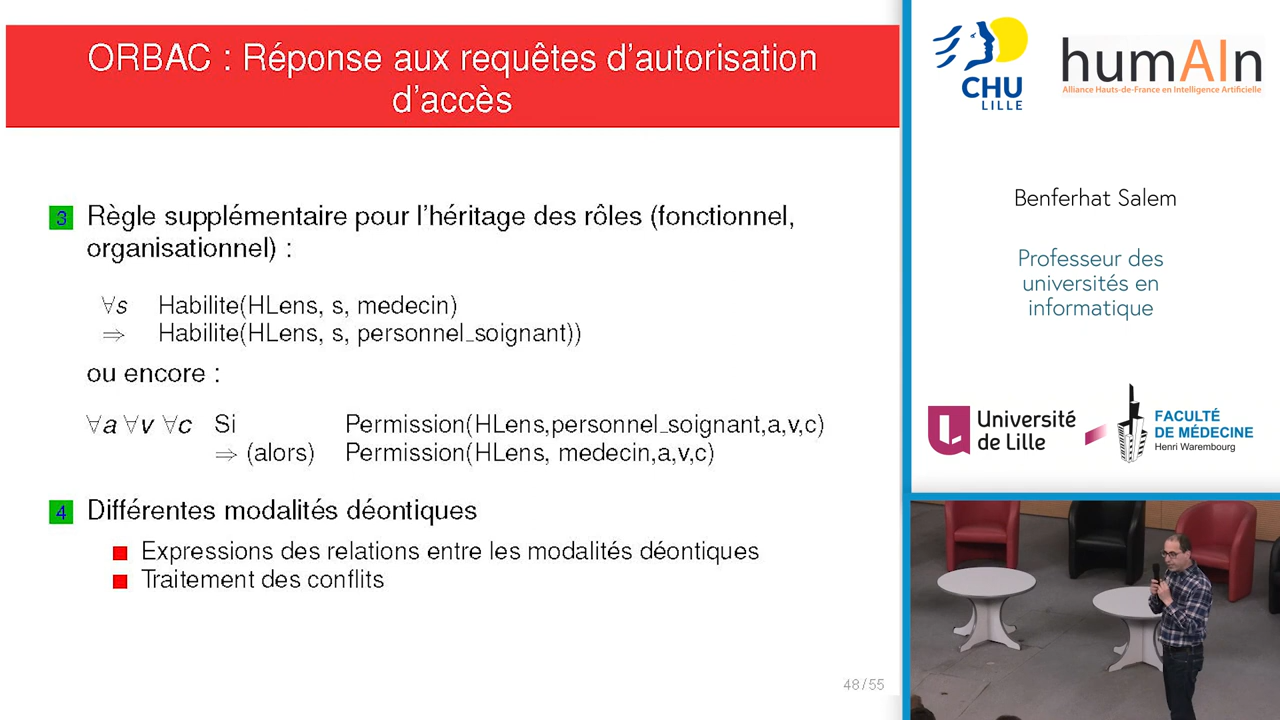 ORBAC : Réponse aux requêtes d'autorisation
d'accès
3 Règle supplémentaire pour l'héritage des rôles (fonctionnel,
organisationnel) :
∀s Habilite(HLens, s, medecin)
⇒ Habilite(HLens, s, personnel_soignant))
ou encore :
∀a ∀v ∀c Si Permission(HLens,personnel_soignant,a,v,c)
⇒ (alors) Permission(HLens, medecin,a,v,c)
4 Différentes modalités déontiques
Expressions des relations entre les modalités déontiques
Traitement des conflits
48/55
CHU
LILLE
humAIn
Alliance Hauts-de-France en Intelligence Artificielle
Benferhat Salem
Professeur des
universités en
informatique
Université
de Lille
FACULTÉ
DE MÉDECINE
Henri Warembourg